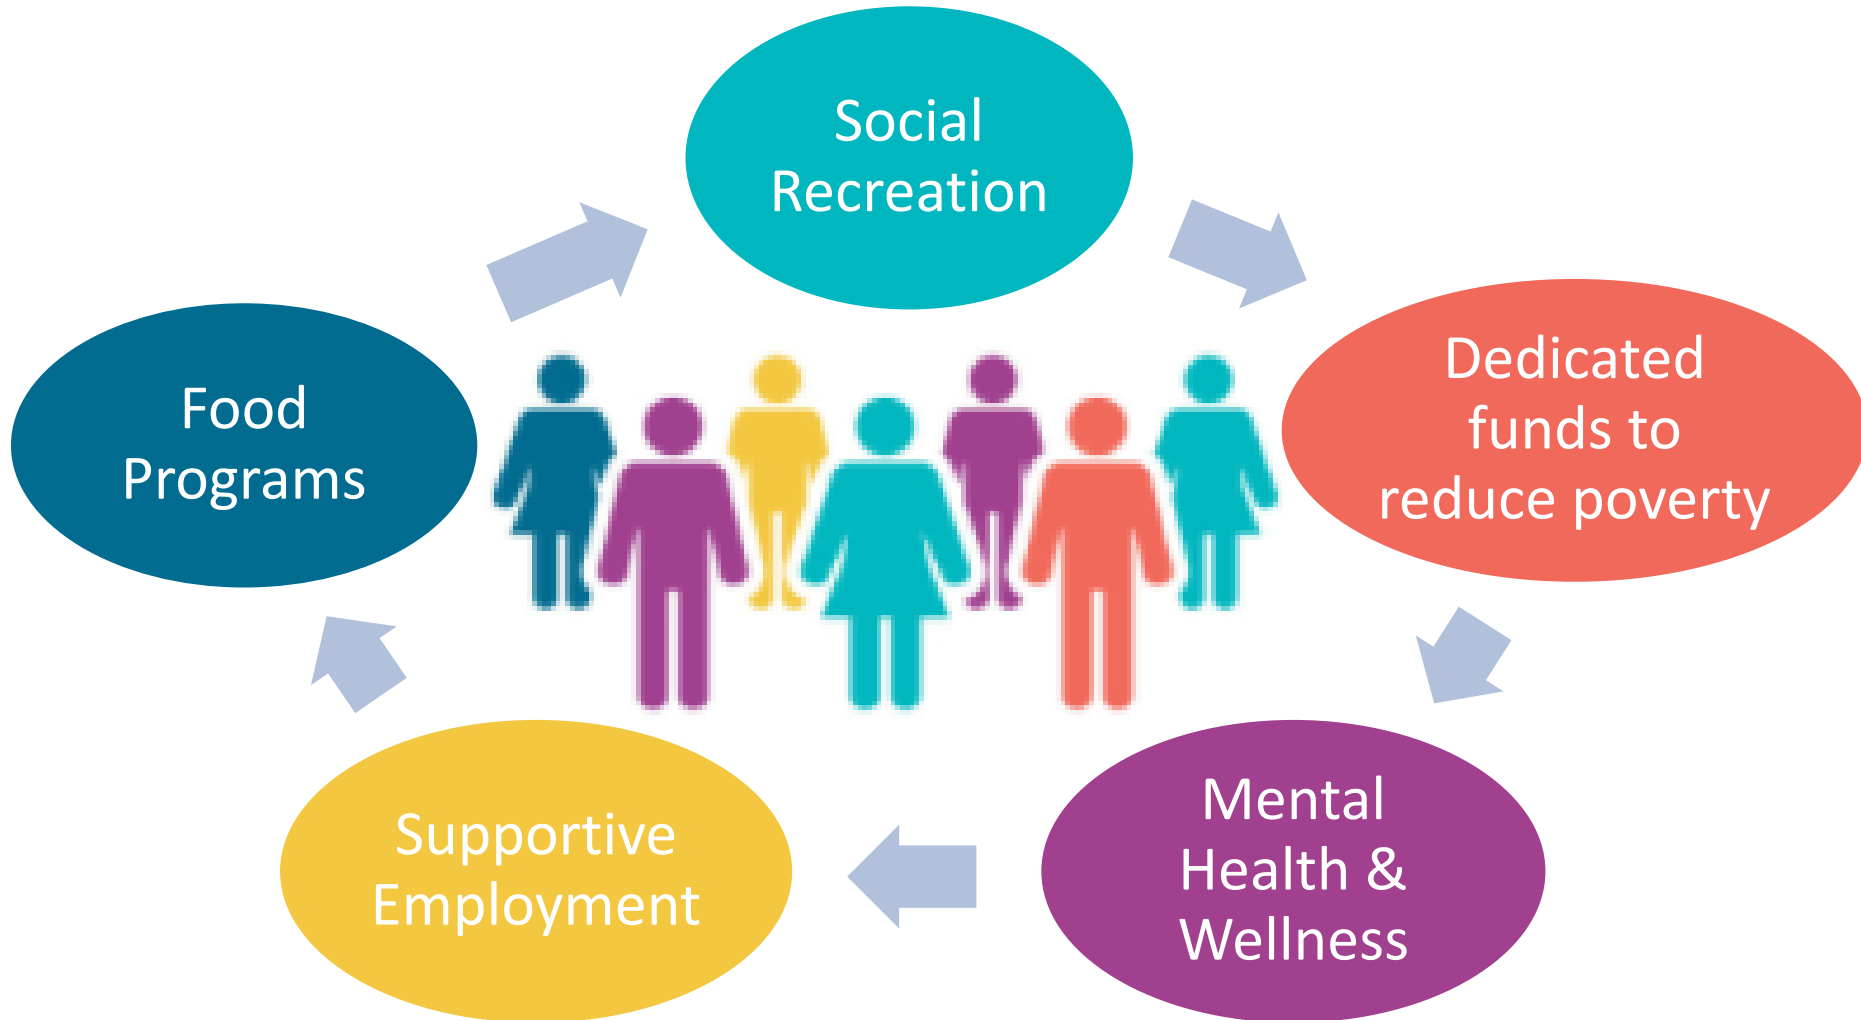 Social
Recreation
Dedicated
funds to
reduce poverty
Mental
Health &
Wellness
Supportive
Employment
Food
Programs